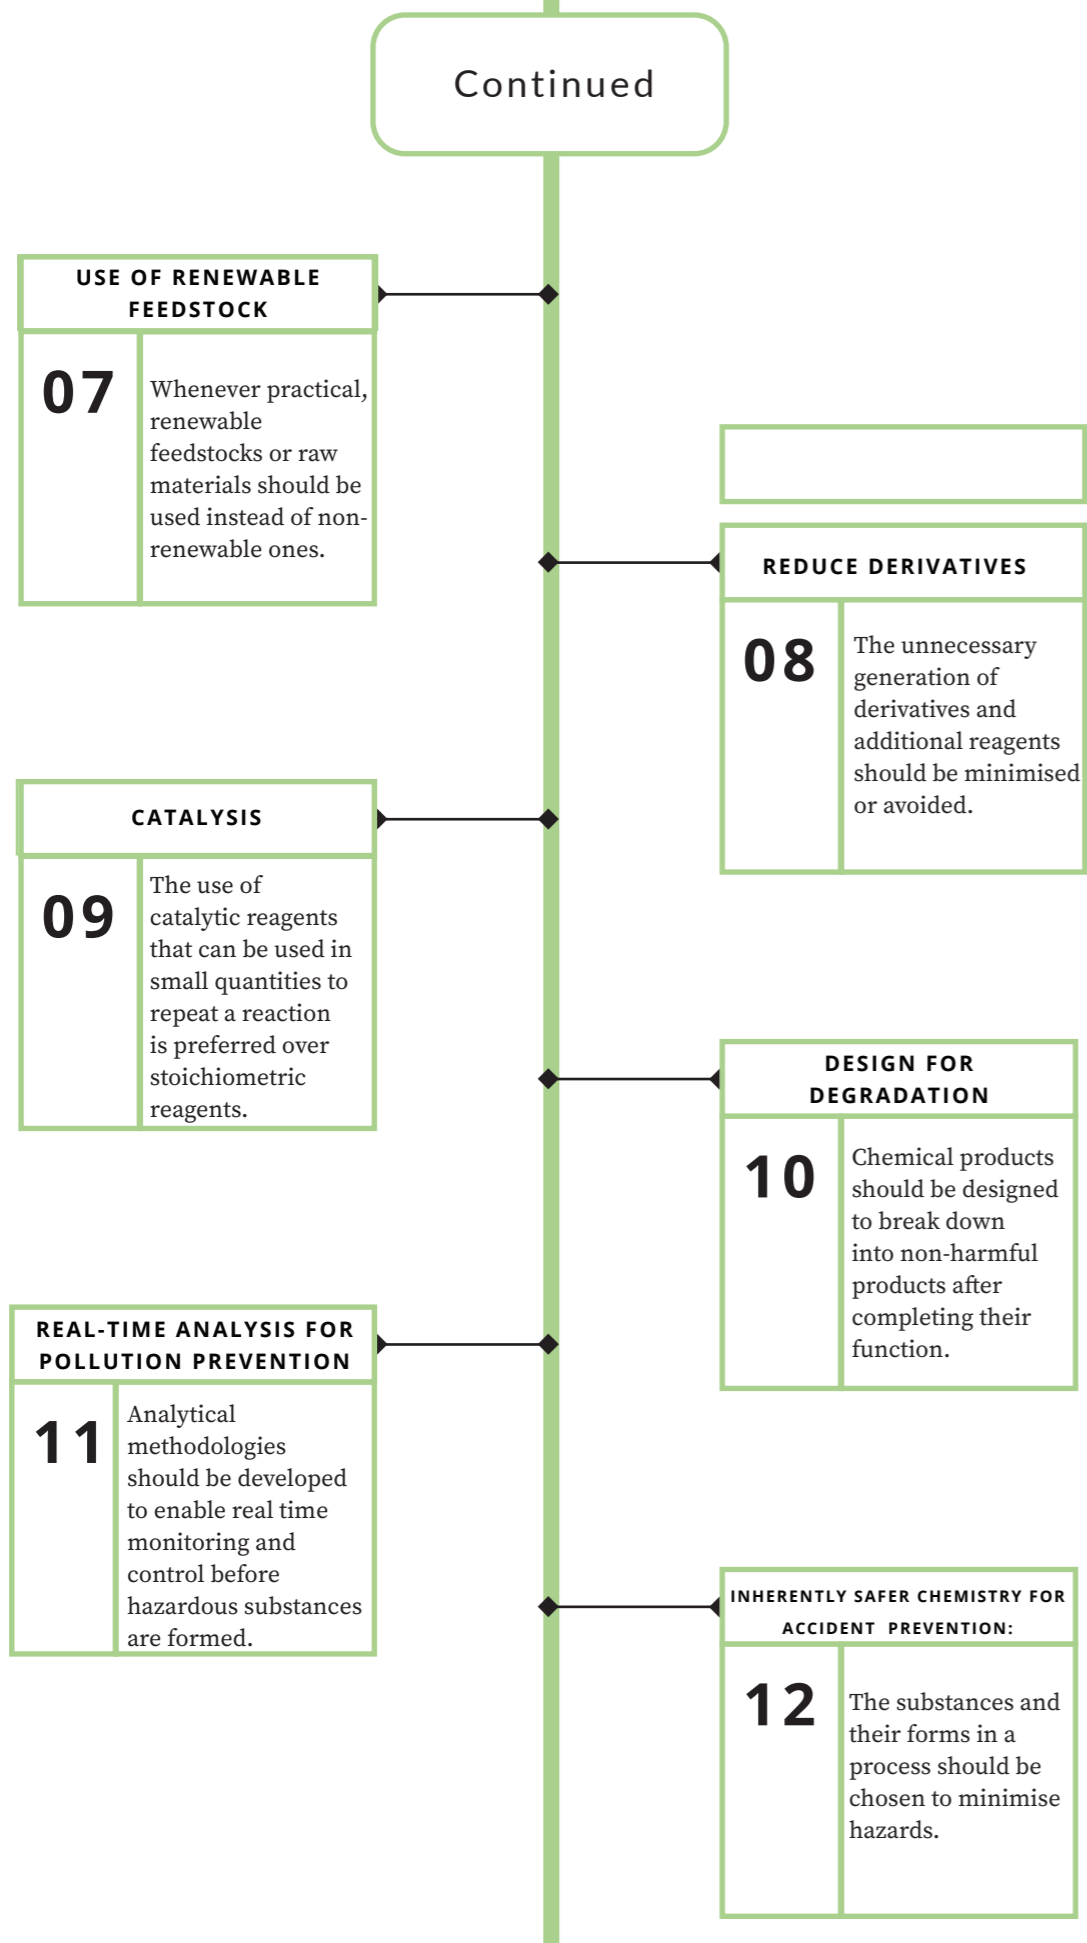 Continued
USE OF RENEWABLE
FEEDSTOCK
07
Whenever practical,
renewable
feedstocks or raw
materials should be
used instead of non-
renewable ones.
REDUCE DERIVATIVES
08
The unnecessary
generation of
derivatives and
additional reagents
should be minimised
or avoided.
CATALYSIS
09
The use of
catalytic reagents
that can be used in
small quantities to
repeat a reaction
is preferred over
stoichiometric
reagents.
DESIGN FOR
DEGRADATION
10
Chemical products
should be designed
to break down
into non-harmful
products after
completing their
function.
REAL-TIME ANALYSIS FOR
POLLUTION PREVENTION
11
Analytical
methodologies
should be developed
to enable real time
monitoring and
control before
hazardous substances
are formed.
INHERENTLY SAFER CHEMISTRY FOR
ACCIDENT PREVENTION:
12
The substances and
their forms in a
process should be
chosen to minimise
hazards.